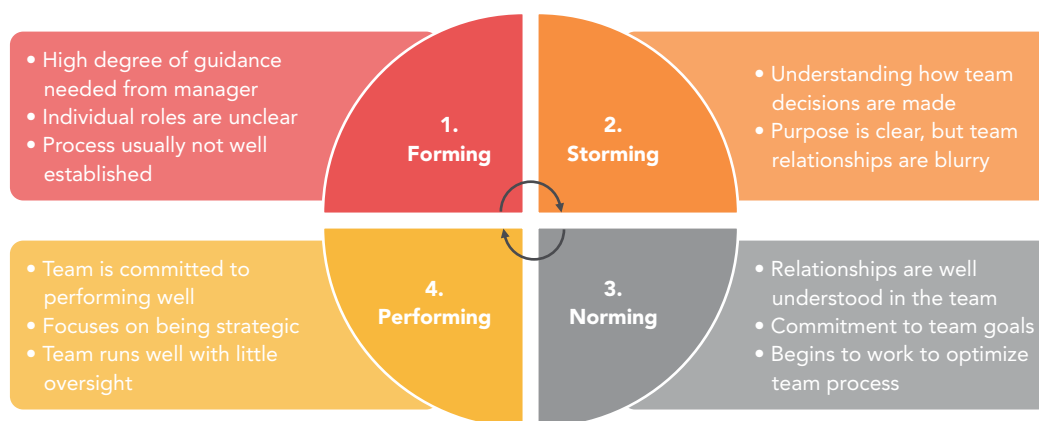 • High degree of guidance
needed from manager
• Individual roles are unclear
• Process usually not well
established
1.
Forming
2.
Storming
• Understanding how team
decisions are made
• Purpose is clear, but team
relationships are blurry
• Team is committed to
performing well
• Focuses on being strategic
• Team runs well with little
oversight
4.
Performing
3.
Norming
• Relationships are well
understood in the team
• Commitment to team goals
• Begins to work to optimize
team process